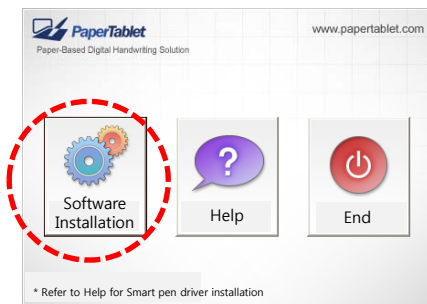 PaperTablet
www.papertablet.com
Paper-Based Digital Handwriting Solution
?
Software
Installation
Help
End
* Refer to Help for Smart pen driver installation